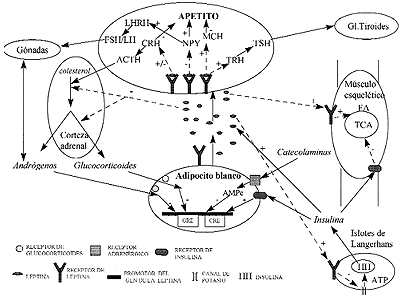 APETITO
LHRH
MCH
FSH/LH
CRH
NPY
TSH
Gl.Tiroides
Gónadas
ACTH
+/-
TRH
colesterol
Músculo
esquelético
FA
TCA
Corteza
adrenal
Andrógenos
Glucocorticoides
Adipocito blanco
Catecolaminas
AMPc
GRE
CRE
Insulina
Islotes de
Langerhans
ATP
RECEPTOR DE
GLUCOCORTICOIDES
RECEPTOR
ADRENÉRGICO
RECEPTOR DE
INSULINA
LEPTINA
RECEPTOR DE
LEPTINA
PROMOTOR DEL
GEN DE LA LEPTINA
CANAL DE
POTASIO
INSULINA